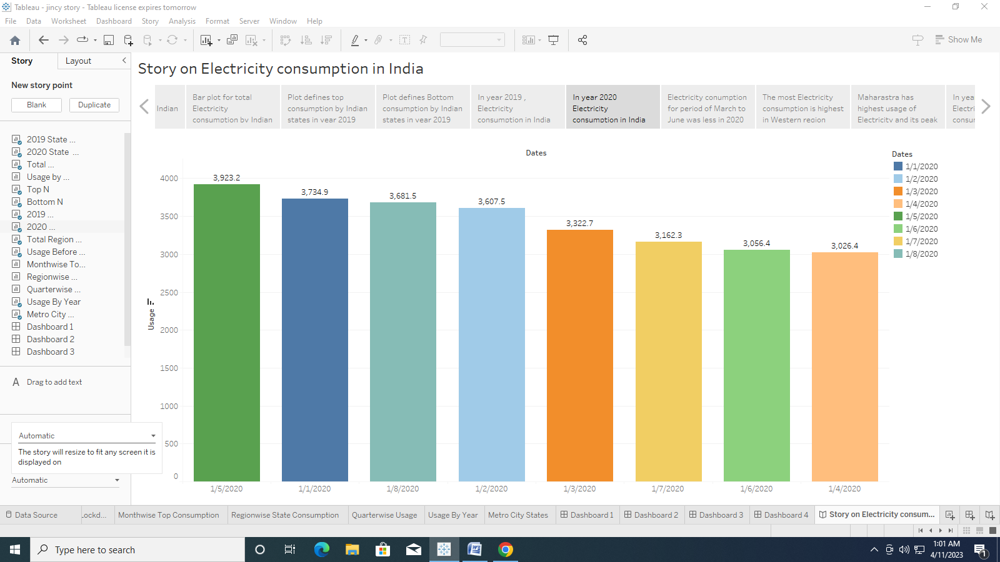 Tableau - jincy story - Tableau license expires tomorrow
File Data Worksheet Dashboard Story Analysis Format Server Window Help
Show Me
Story Layout
New story point
Blank Duplicate
2019 State ...
2020 State ...
Total ...
Usage by ...
Top N
Bottom N
2019 ...
2020 ...
Total Region ...
Usage Before ...
Monthwise To...
Regionwise ...
Quarterwise ...
Usage By Year
Metro City ...
Dashboard 1
Dashboard 2
Dashboard 3
A Drag to add text
Automatic
The story will resize to fit any screen it is
displayed on
Automatic
Story on Electricity consumption in India
Indian
Bar plot for total
Electricity
consumption by Indian
Plot defines top
consumption by Indian
states in year 2019
Plot defines Bottom
consumption by Indian
states in year 2019
In year 2019 ,
Electricity
consumption in India
In year 2020
Electricity
consumption in India
Electricity conumption
for period of March to
June was less in 2020
The most Electricity
consumption is highest
in Western region
Maharastra has
highest usage of
Electricity and its peak
In yea
Electri
consur
Dates
4000
3500
3000
2500
2000
1500
1000
500
0
Usage
3,923.2
3,734.9
3,681.5
3,607.5
3,322.7
3,162.3
3,056.4
3,026.4
1/5/2020 1/1/2020 1/8/2020 1/2/2020 1/3/2020 1/7/2020 1/6/2020 1/4/2020
Dates
1/1/2020
1/2/2020
1/3/2020
1/4/2020
1/5/2020
1/6/2020
1/7/2020
1/8/2020
Data Source Lockd... Monthwise Top Consumption Regionwise State Consumption Quarterwise Usage Usage By Year Metro City States Dashboard 1 Dashboard 2 Dashboard 3 Dashboard 4 Story on Electricity consum...
Type here to search
1:01 AM
4/11/2023
1